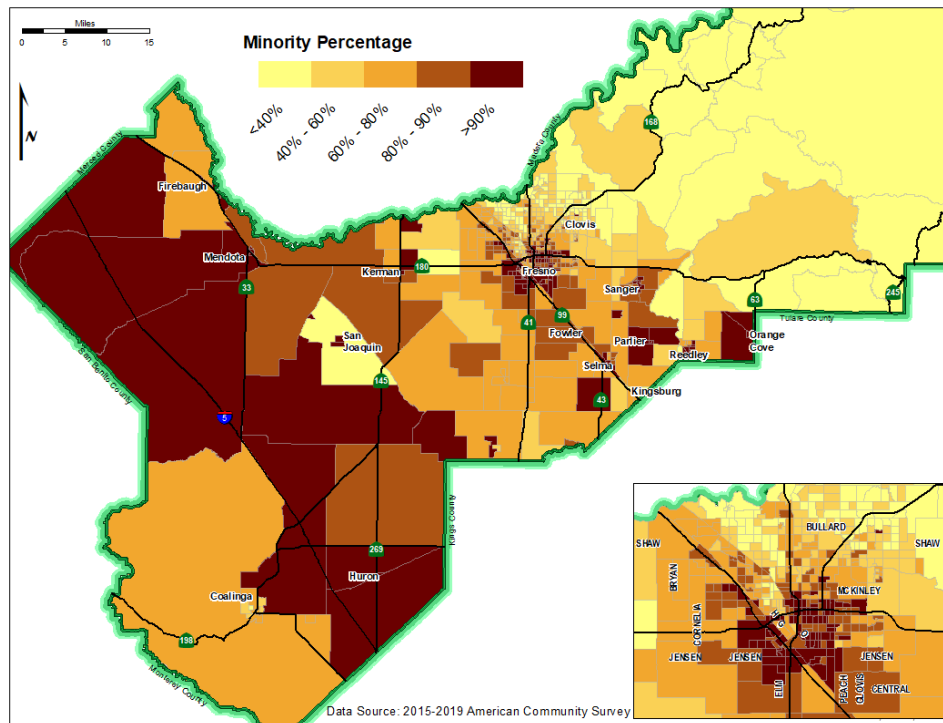 Miles
0 5 10 15
Minority Percentage
<40%
40% - 60%
60% - 80%
80% - 90%
>90%
N
Merced County
Madera County
168
Firebaugh
Clovis
Mendota
Kerman
180
Fresno
33
Sanger
63
245
Tulare County
41
99
Fowler
Parlier
Orange
Cove
San
Joaquin
Reedley
Selma
San Benito County
145
Kingsburg
43
5
Kings County
269
Huron
Coalinga
198
Monterey County
Data Source: 2015-2019 American Community Survey
BULLARD
SHAW
SHAW
BRYAN
MCKINLEY
CORNELIA
H
G
O
JENSEN
JENSEN
JENSEN
ELM
PEACH
CLOVIS
CENTRAL